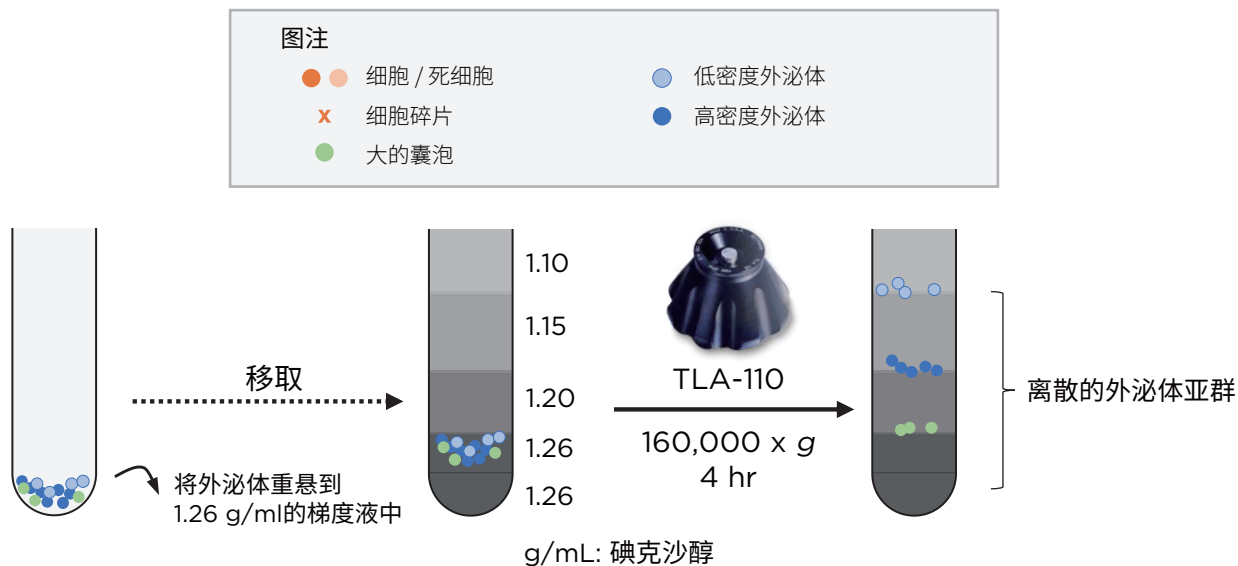 图注
细胞 / 死细胞
x 细胞碎片
大的囊泡
低密度外泌体
高密度外泌体
移取
将外泌体重悬到
1.26 g/ml的梯度液中
1.10
1.15
1.20
1.26
1.26
g/mL: 碘克沙醇
TLA-110
160,000 x g
4 hr
离散的外泌体亚群